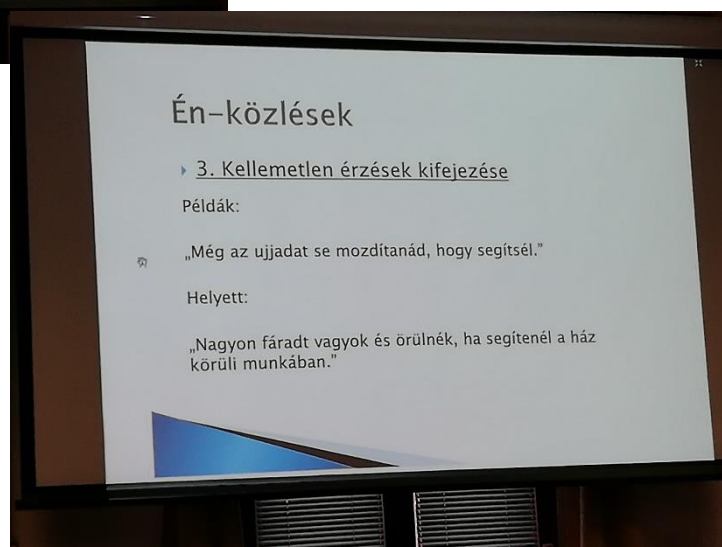 Én-közlések
3. Kellemetlen érzések kifejezése
Példák:
„Még az ujjadat se mozdítanád, hogy segítsél.”
Helyett:
„Nagyon fáradt vagyok és örülnék, ha segítenél a ház
körüli munkában.”